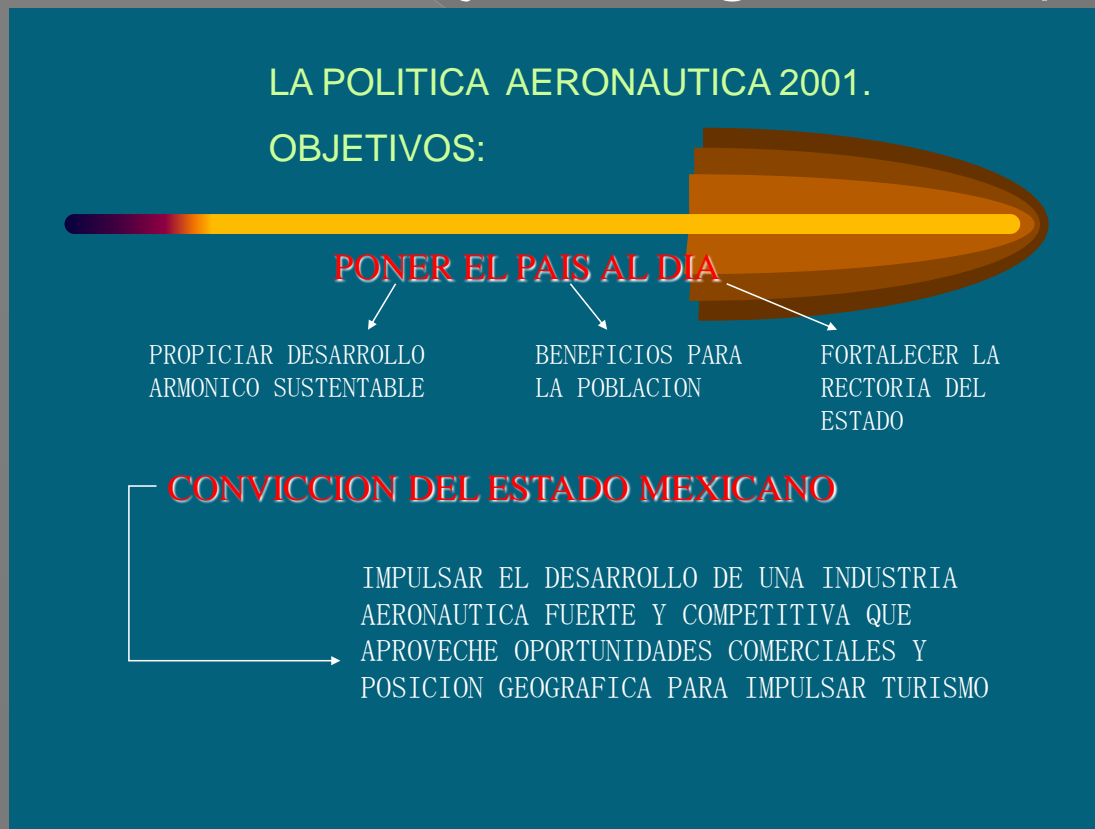 LA POLITICA AERONAUTICA 2001.
OBJETIVOS:
PONER EL PAIS AL DIA
PROPICIAR DESARROLLO
ARMONICO SUSTENTABLE
BENEFICIOS PARA
LA POBLACION
FORTALECER LA
RECTORIA DEL
ESTADO
CONVICCION DEL ESTADO MEXICANO
IMPULSAR EL DESARROLLO DE UNA INDUSTRIA
AERONAUTICA FUERTE Y COMPETITIVA QUE
APROVECHE OPORTUNIDADES COMERCIALES Y
POSICION GEOGRAFICA PARA IMPULSAR TURISMO